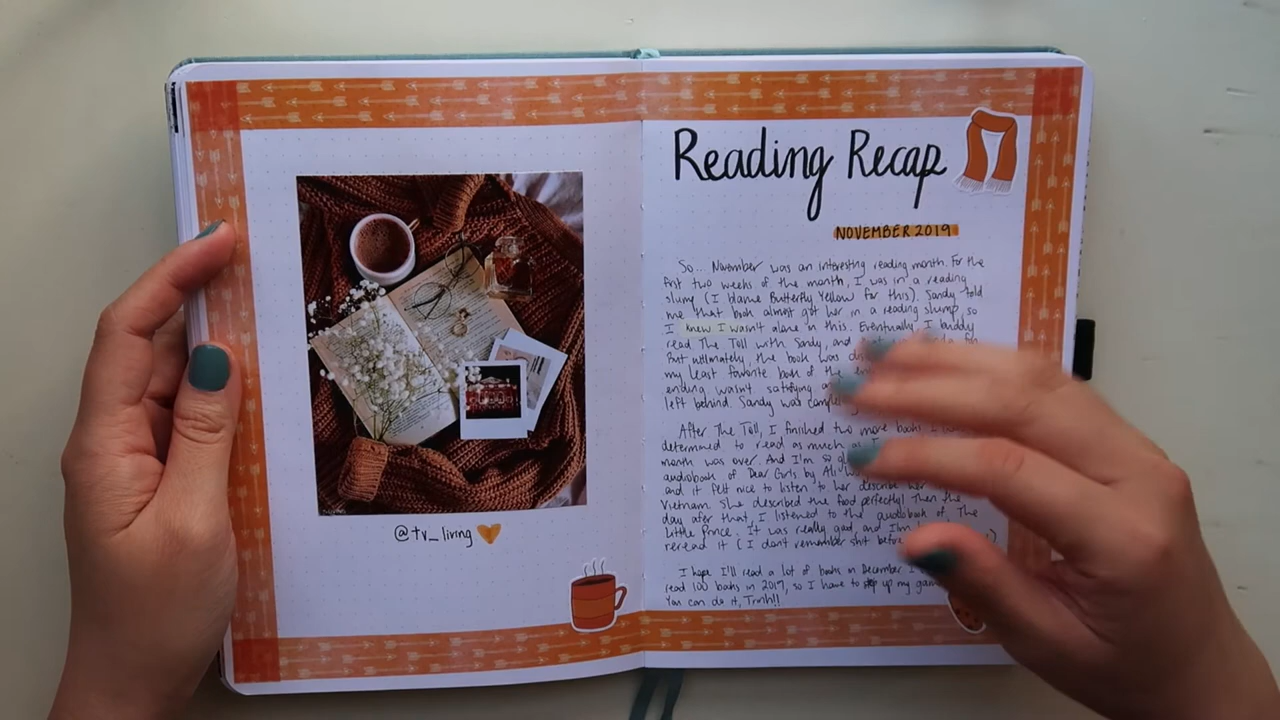 @tv_living
Reading Recap
NOVEMBER 2019
So... November was an interesting reading month. For the
first two weeks of the month, I was in a reading
slump (I blame Butterfly Yellow for this). Sandy told
me that book almost got her in a reading slump, so
I knew I wasn't alone in this. Eventually I buddy
read The Toll with Sandy, and
But ultimately, the book was
my least favorite book of the
ending wasn't satisfying
left behind. Sandy was
After The Toll, I finished two more books I
determined to read as much as I
month was over. And I'm so
audiobook of Dear Girls by Ali
and it felt nice to listen to her describe her
Vietnam. She described the food perfectly! Then the
day after that, I listened to the audiobook of The
Little Prince. It was really good, and I'm
reread it (I don't remember shit before
I hope I'll read a lot of books in December. I
read 100 books in 2019, so I have to step up my game
You can do it, Trinh!!